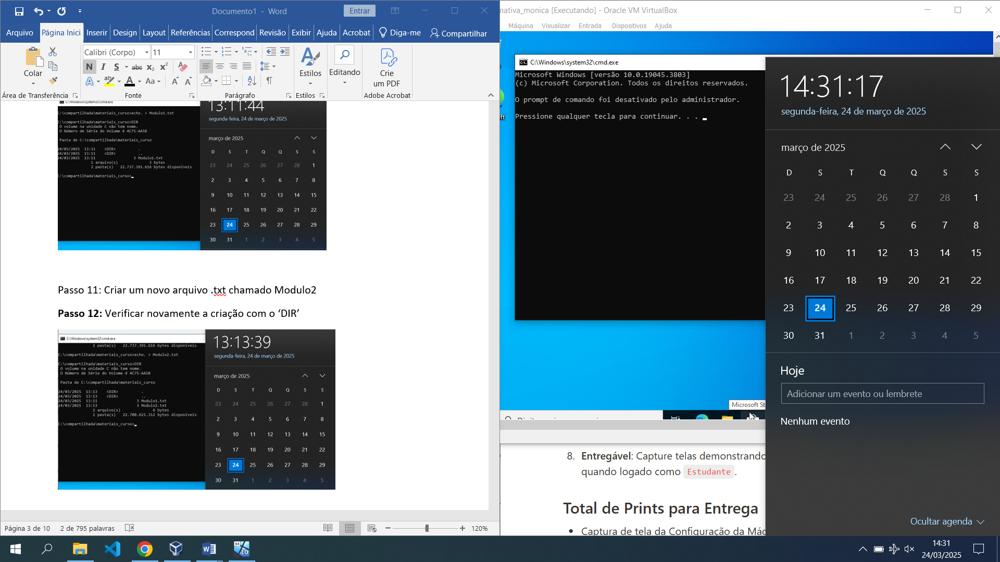 Documento1 - Word
Entrar
Arquivo
Página Inici
Inserir
Design
Layout
Referências
Correspond
Revisão
Exibir
Ajuda
Acrobat
Diga-me
Compartilhar
Colar
Área de Transferência
Calibri (Corpo)
11
N I S abc x₂ x²
A Aa A A
Fonte
Parágrafo
Estilos
Estilos
Editando
Crie
um PDF
Adobe Acrobat
C:\Windows\system32\cmd.exe
C:\compartilhada\materiais_curso>echo. > Modulo1.txt
C:\compartilhada\materiais_curso>DIR
O volume na unidade C não tem nome.
O Número de Série do Volume é 4C75-AA5B
Pasta de C:\compartilhada\materiais_curso
24/03/2025 13:11 <DIR> .
24/03/2025 13:11 <DIR> ..
24/03/2025 13:11 3 Modulo1.txt
1 arquivo(s) 3 bytes
2 pasta(s) 22.737.391.616 bytes disponíveis
C:\compartilhada\materiais_curso>
13:11:44
segunda-feira, 24 de março de 2025
março de 2025
D S T Q Q S S
23 24 25 26 27 28 1
2 3 4 5 6 7 8
9 10 11 12 13 14 15
16 17 18 19 20 21 22
23 24 25 26 27 28 29
30 31 1 2 3 4 5
Passo 11: Criar um novo arquivo .txt chamado Modulo2
Passo 12: Verificar novamente a criação com o ‘DIR’
C:\Windows\system32\cmd.exe
2 pasta(s) 22.737.391.616 bytes disponíveis
C:\compartilhada\materiais_curso>echo. > Modulo2.txt
C:\compartilhada\materiais_curso>DIR
O volume na unidade C não tem nome.
O Número de Série do Volume é 4C75-AA5B
Pasta de C:\compartilhada\materiais_curso
24/03/2025 13:13 <DIR> .
24/03/2025 13:13 <DIR> ..
24/03/2025 13:11 3 Modulo1.txt
24/03/2025 13:13 3 Modulo2.txt
2 arquivo(s) 6 bytes
2 pasta(s) 22.708.621.312 bytes disponíveis
C:\compartilhada\materiais_curso>
13:13:39
segunda-feira, 24 de março de 2025
março de 2025
D S T Q Q S S
23 24 25 26 27 28 1
2 3 4 5 6 7 8
9 10 11 12 13 14 15
16 17 18 19 20 21 22
23 24 25 26 27 28 29
30 31 1 2 3 4 5
Página 3 de 10
2 de 795 palavras
120%
nativa_monica [Executando] - Oracle VM VirtualBox
Máquina
Visualizar
Entrada
Dispositivos
Ajuda
C:\Windows\system32\cmd.exe
Microsoft Windows [versão 10.0.19045.3803]
(c) Microsoft Corporation. Todos os direitos reservados.
O prompt de comando foi desativado pelo administrador.
Pressione qualquer tecla para continuar. . .
ft
Microsoft St
8. Entregável: Capture telas demonstrando
quando logado como Estudante.
Total de Prints para Entrega
• Captura de tela da Configuração da Máq
14:31:17
segunda-feira, 24 de março de 2025
março de 2025
D S T Q Q S S
23 24 25 26 27 28 1
2 3 4 5 6 7 8
9 10 11 12 13 14 15
16 17 18 19 20 21 22
23 24 25 26 27 28 29
30 31 1 2 3 4 5
Hoje
Adicionar um evento ou lembrete
Nenhum evento
Ocultar agenda
64
10
14:31
24/03/2025